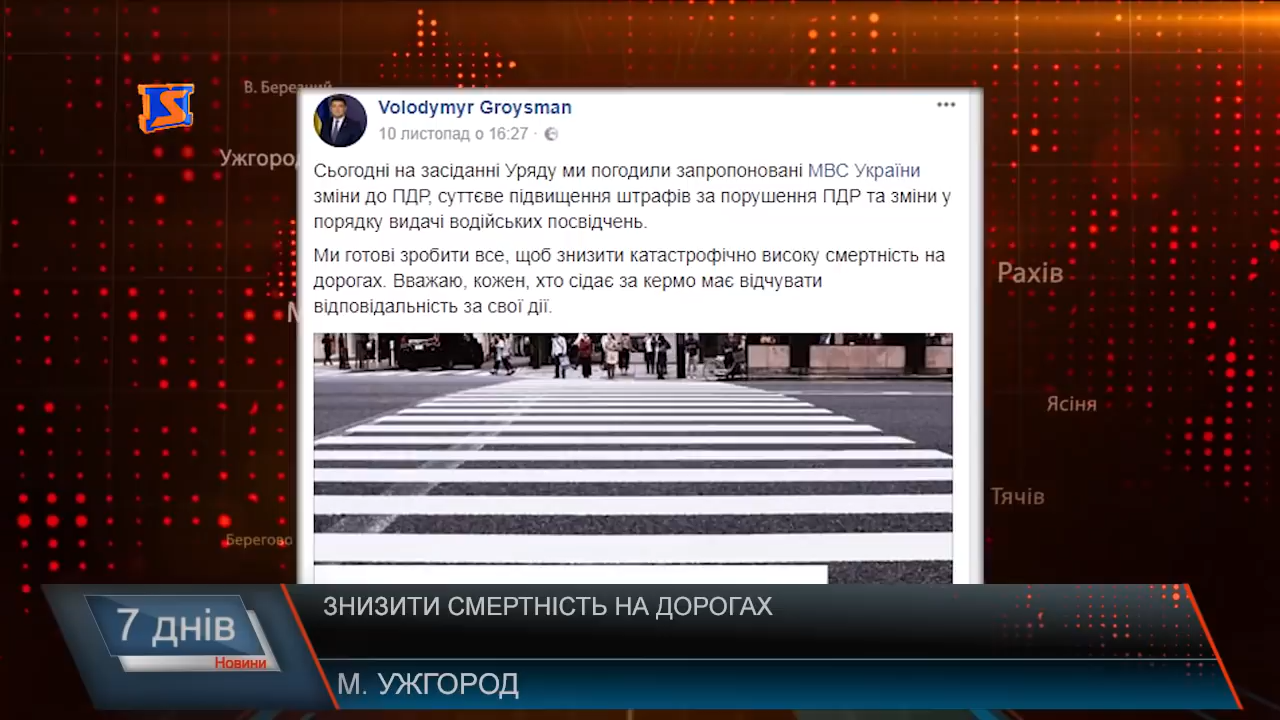 В. Березний
Ужгород
Volodymyr Groysman
10 листопад о 16:27 ·
Сьогодні на засіданні Уряду ми погодили запропоновані МВС України
зміни до ПДР, суттєве підвищення штрафів за порушення ПДР та зміни у
порядку видачі водійських посвідчень.
Ми готові зробити все, щоб знизити катастрофічно високу смертність на
дорогах. Вважаю, кожен, хто сідає за кермо має відчувати
відповідальність за свої дії.
Рахів
Ясіня
Тячів
Берегово
7 днів
Новини
ЗНИЗИТИ СМЕРТНІСТЬ НА ДОРОГАХ
М. УЖГОРОД